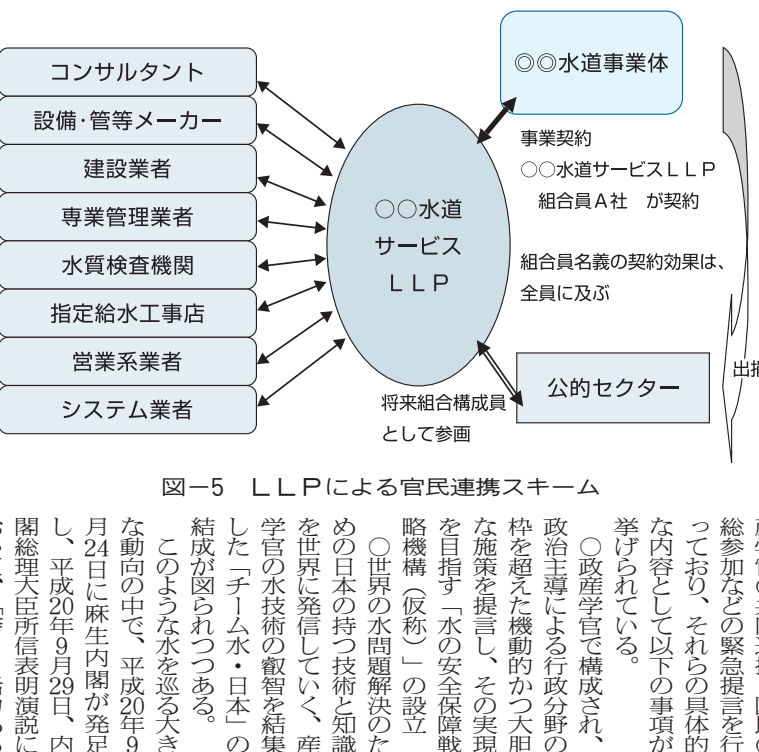 コンサルタント
設備・管等メーカー
建設業者
専業管理業者
水質検査機関
指定給水工事店
営業系業者
システム業者
○○水道
サービス
ＬＬＰ
◎◎水道事業体
事業契約
○○水道サービスＬＬＰ
組合員Ａ社　が契約
組合員名義の契約効果は、
全員に及ぶ
公的セクター
将来組合構成員
として参画
図－5　ＬＬＰによる官民連携スキーム
総参加などの緊急提言を行
っており、それらの具体的
な内容として以下の事項が
挙げられている。
○政産学官で構成され、
政治主導による行政分野の
枠を超えた機動的かつ大胆
な施策を提言し、その実現
を目指す「水の安全保障戦
略機構（仮称）」の設立
○世界の水問題解決のた
めの日本の持つ技術と知識
を世界に発信していく、産
学官の水技術の叡智を結集
した「チーム水・日本」の
結成が図られつつある。
このような水を巡る大き
な動向の中で、平成20年9
月24日に麻生内閣が発足
し、平成20年9月29日、内
閣総理大臣所信表明演説に